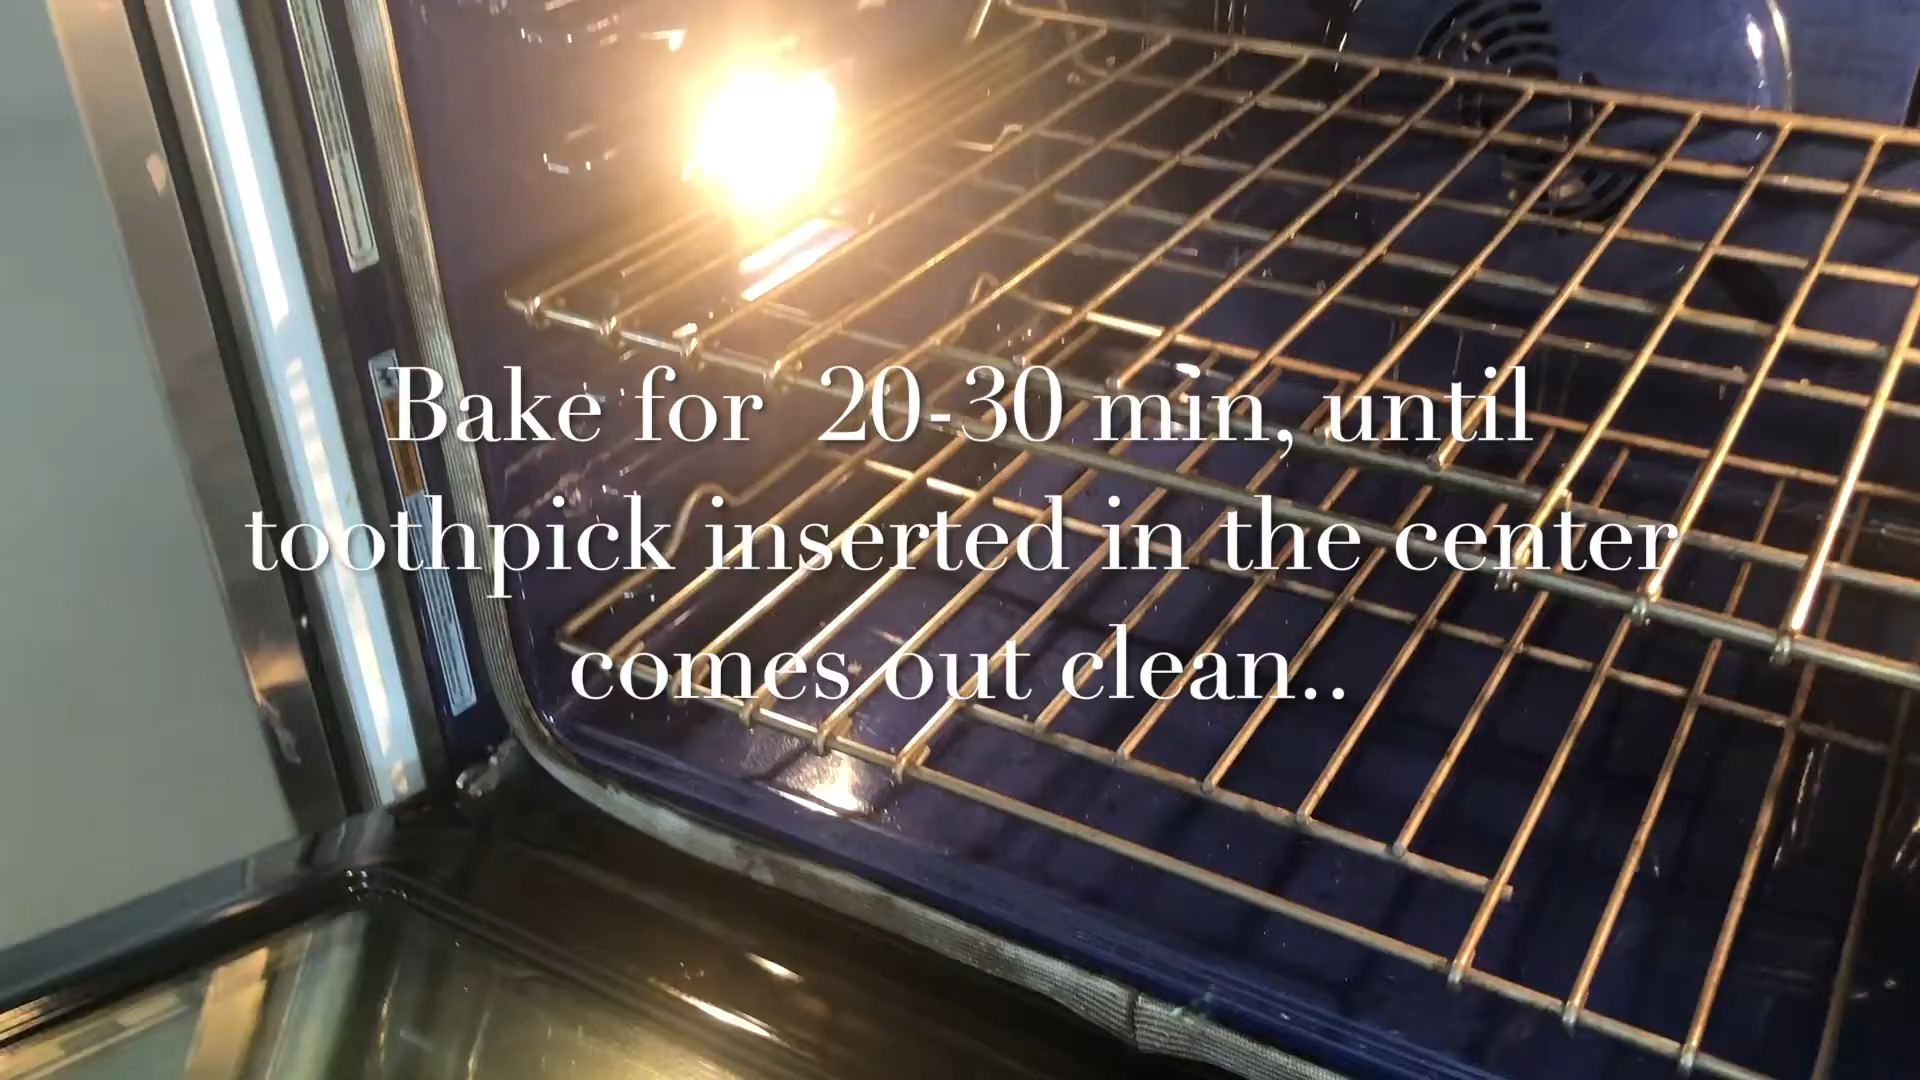 Bake for  20-30 min, until
toothpick inserted in the center
comes out clean..